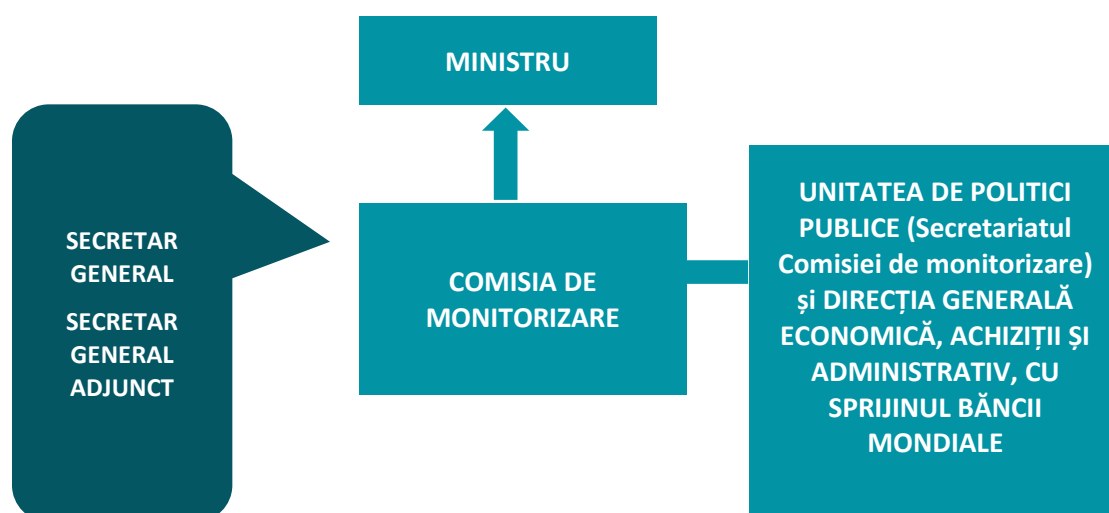 MINISTRU
SECRETAR
GENERAL
SECRETAR
GENERAL
ADJUNCT
COMISIA DE
MONITORIZARE
UNITATEA DE POLITICI
PUBLICE (Secretariatul
Comisiei de monitorizare)
și DIRECȚIA GENERALĂ
ECONOMICĂ, ACHIZIȚII ȘI
ADMINISTRATIV, CU
SPRIJINUL BĂNCII
MONDIALE